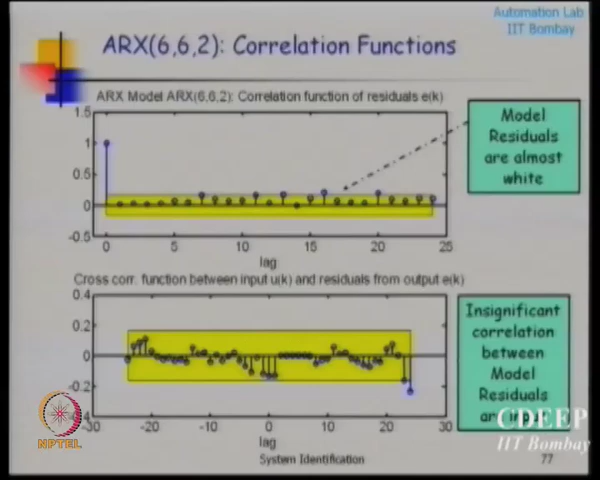 Automation Lab
IIT Bombay
ARX(6,6,2): Correlation Functions
ARX Model ARX(6,6,2): Correlation function of residuals e(k)
1.5
1
0.5
0
-0.5
0 5 10 15 20 25
lag
Model
Residuals
are almost
white
Cross corr. function between input u(k) and residuals from output e(k)
0.4
0.2
0
-0.2
-0.4
-30 -20 -10 0 10 20 30
lag
Insignificant
correlation
between
Model
Residuals
NPTEL
CDEEP
IIT Bombay
System Identification
77